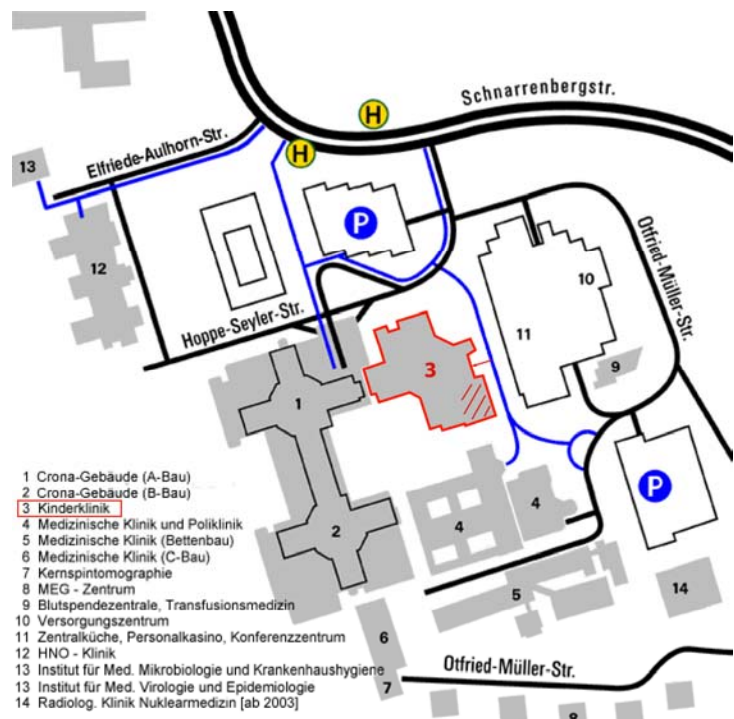 H
Schnarrenbergstr.
H
Elfriede-Aulhorn-Str.
13
P
12
10
Otfried-Müller-Str.
Hoppe-Seyler-Str.
11
3
9
1
1 Crona-Gebäude (A-Bau)
2 Crona-Gebäude (B-Bau)
3 Kinderklinik
4 Medizinische Klinik und Poliklinik
5 Medizinische Klinik (Bettenbau)
6 Medizinische Klinik (C-Bau)
7 Kernspintomographie
8 MEG - Zentrum
9 Blutspendezentrale, Transfusionsmedizin
10 Versorgungszentrum
11 Zentralküche, Personalkasino, Konferenzzentrum
12 HNO - Klinik
13 Institut für Med. Mikrobiologie und Krankenhaushygiene
13 Institut für Med. Virologie und Epidemiologie
14 Radiolog. Klinik Nuklearmedizin [ab 2003]
P
4
4
2
5
14
6
Otfried-Müller-Str.
7
8